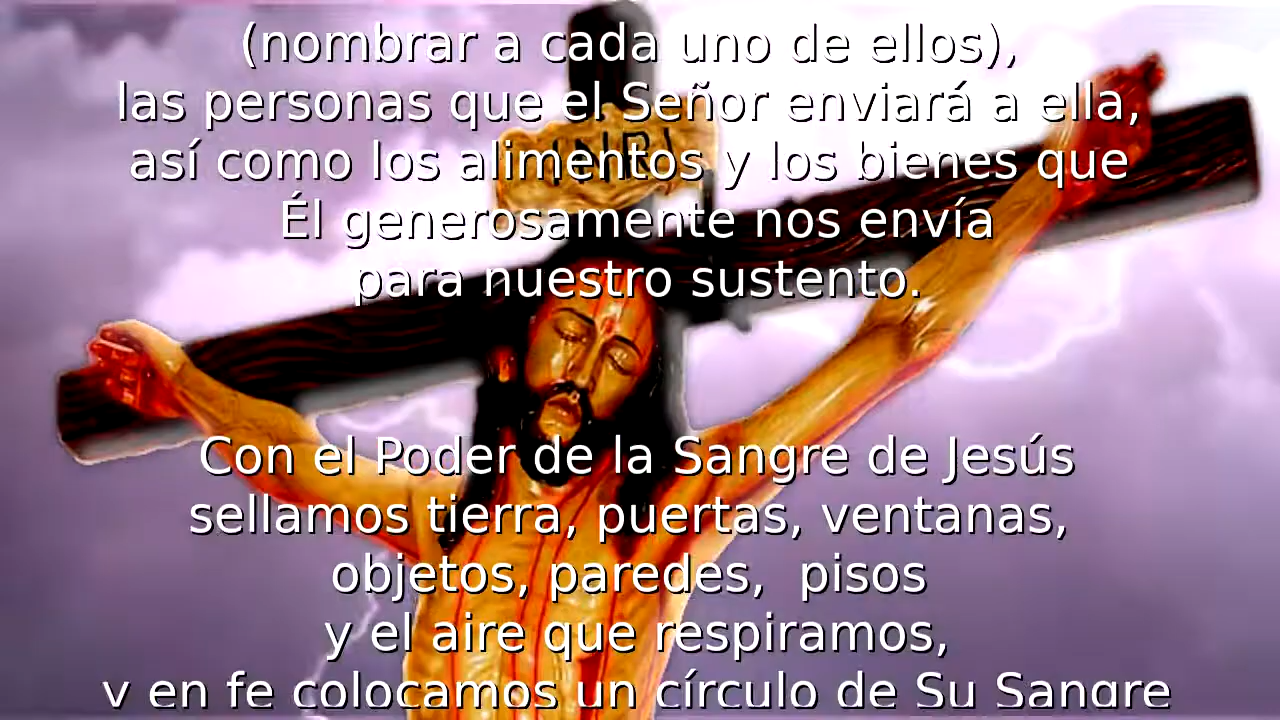 (nombrar a cada uno de ellos),
las personas que el Señor enviará a ella,
así como los alimentos y los bienes que
Él generosamente nos envía
para nuestro sustento.
INRI
Con el Poder de la Sangre de Jesús
sellamos tierra, puertas, ventanas,
objetos, paredes,  pisos
y el aire que respiramos,
y en fe colocamos un círculo de Su Sangre